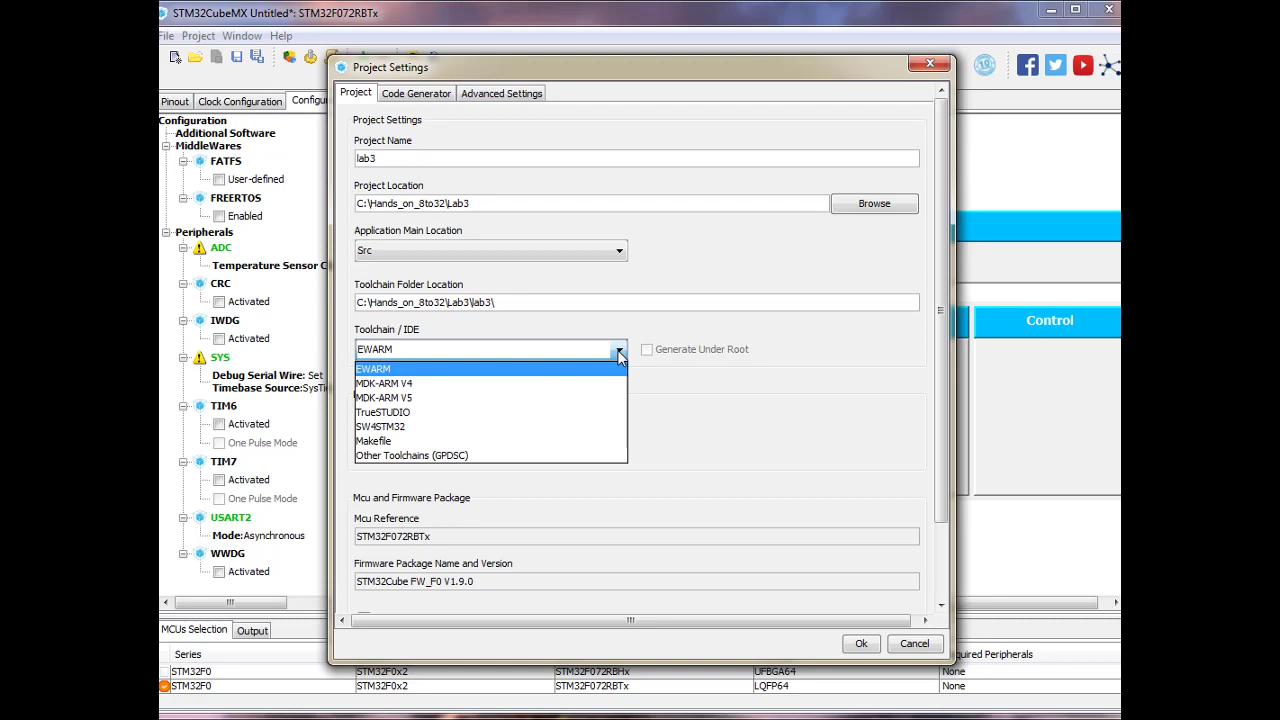 STM32CubeMX Untitled*: STM32F072RBTx
File Project Window Help
Project Settings
Pinout Clock Configuration
Project Code Generator Advanced Settings
Configuration
Additional Software
MiddleWares
FATFS
User-defined
FREERTOS
Enabled
Peripherals
ADC
Temperature Sensor C
CRC
Activated
IWDG
Activated
SYS
Debug Serial Wire: Set
Timebase Source:SysTic
TIM6
Activated
One Pulse Mode
TIM7
Activated
One Pulse Mode
USART2
Mode:Asynchronous
WWDG
Activated
Project Settings
Project Name
lab3
Project Location
C:\Hands_on_8to32\Lab3
Browse
Application Main Location
Src
Toolchain Folder Location
C:\Hands_on_8to32\Lab3\lab3\
Toolchain / IDE
EWARM
Generate Under Root
EWARM
MDK-ARM V4
MDK-ARM V5
TrueSTUDIO
SW4STM32
Makefile
Other Toolchains (GPDSC)
Mcu and Firmware Package
Mcu Reference
STM32F072RBTx
Firmware Package Name and Version
STM32Cube FW_F0 V1.9.0
Ok Cancel
Control
MCUs Selection Output
Series Peripherals
STM32F0 STM32F0x2 STM32F072RBHx UFBGA64 None
STM32F0 STM32F0x2 STM32F072RBTx LQFP64 None